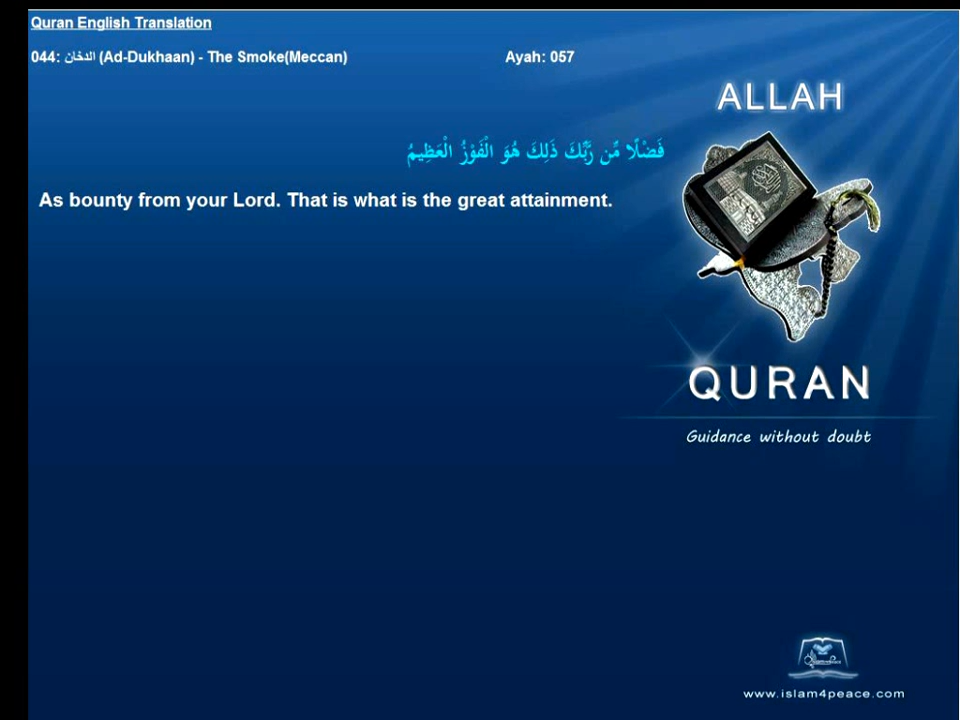 Quran English Translation
044: الدخان (Ad-Dukhaan) - The Smoke(Meccan) Ayah: 057
ALLAH
فَضْلًا مِّن رَّبِّكَ ذَلِكَ هُوَ الْفَوْزُ الْعَظِيمُ
As bounty from your Lord. That is what is the great attainment.
QURAN
Guidance without doubt
www.islam4peace.com